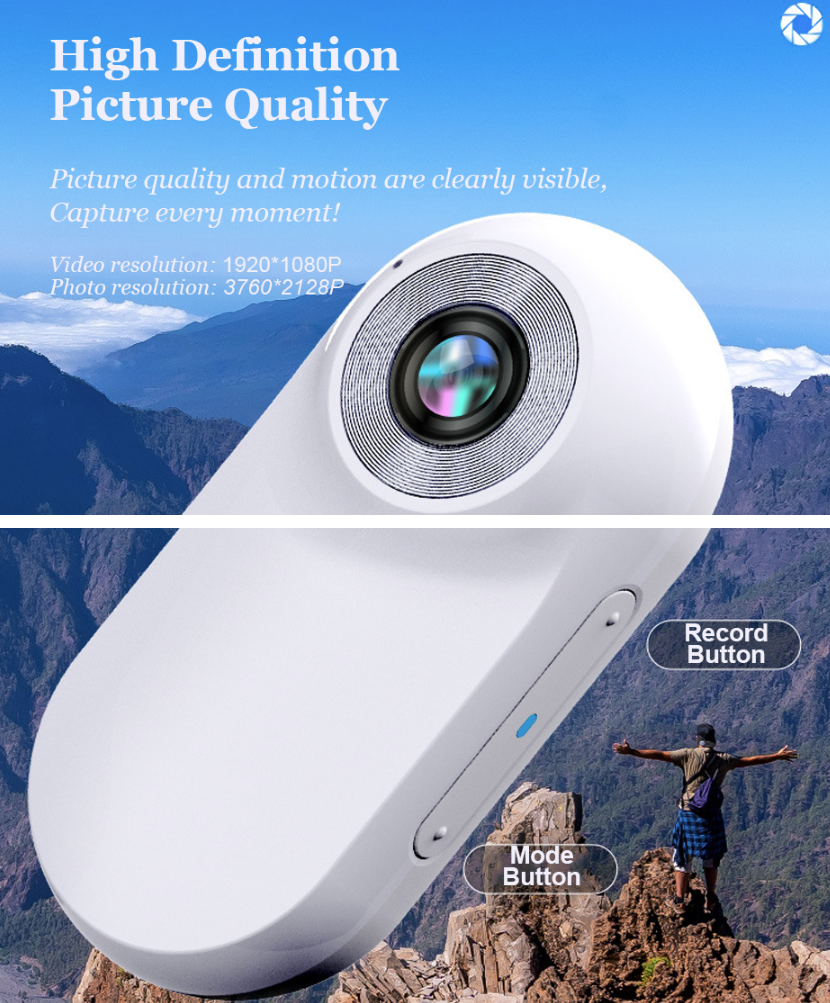 High Definition
Picture Quality
Picture quality and motion are clearly visible,
Capture every moment!
Video resolution: 1920*1080P
Photo resolution: 3760*2128P
Record
Button
Mode
Button